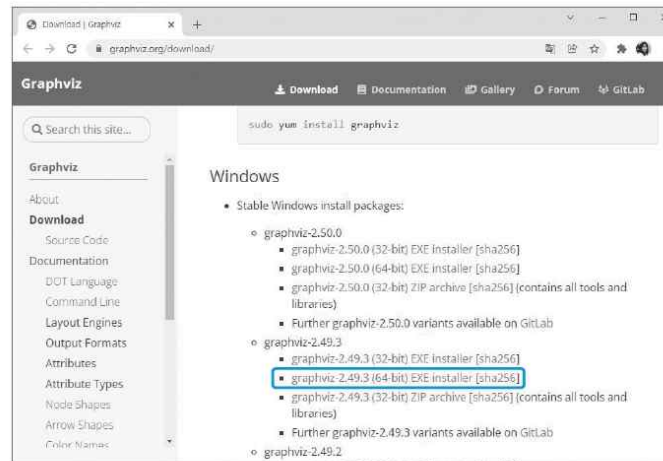 Download | Graphviz
graphviz.org/download/
Graphviz
Download
Documentation
Gallery
Forum
GitLab
Search this site...
Graphviz
About
Download
Source Code
Documentation
DOT Language
Command Line
Layout Engines
Output Formats
Attributes
Attribute Types
Node Shapes
Arrow Shapes
Color Names
sudo yum install graphviz
Windows
• Stable Windows install packages:
graphviz-2.50.0
graphviz-2.50.0 (32-bit) EXE installer [sha256]
graphviz-2.50.0 (64-bit) EXE installer [sha256]
graphviz-2.50.0 (32-bit) ZIP archive [sha256] (contains all tools and
libraries)
Further graphviz-2.50.0 variants available on GitLab
graphviz-2.49.3
graphviz-2.49.3 (32-bit) EXE installer [sha256]
graphviz-2.49.3 (64-bit) EXE installer [sha256]
graphviz-2.49.3 (32-bit) ZIP archive [sha256] (contains all tools and
libraries)
Further graphviz-2.49.3 variants available on GitLab
graphviz-2.49.2